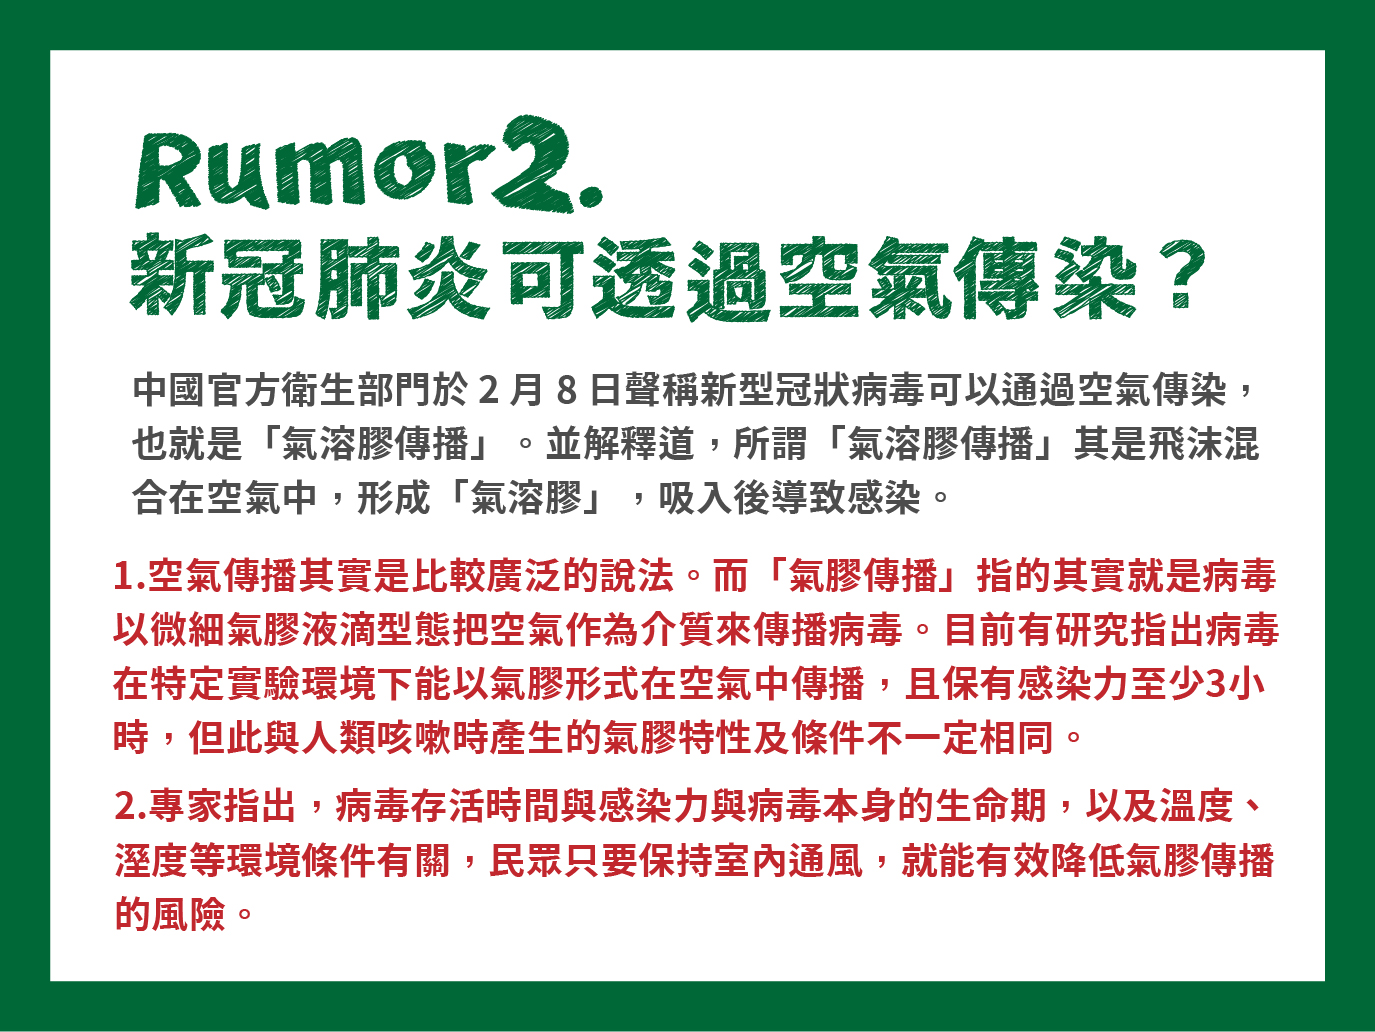 Rumor2.
新冠肺炎可透過空氣傳染？
中國官方衛生部門於 2 月 8 日聲稱新型冠狀病毒可以通過空氣傳染，
也就是「氣溶膠傳播」。並解釋道，所謂「氣溶膠傳播」其是飛沫混
合在空氣中，形成「氣溶膠」，吸入後導致感染。
1.空氣傳播其實是比較廣泛的說法。而「氣膠傳播」指的其實就是病毒
以微細氣膠液滴型態把空氣作為介質來傳播病毒。目前有研究指出病毒
在特定實驗環境下能以氣膠形式在空氣中傳播，且保有感染力至少3小
時，但此與人類咳嗽時產生的氣膠特性及條件不一定相同。
2.專家指出，病毒存活時間與感染力與病毒本身的生命期，以及溫度、
溼度等環境條件有關，民眾只要保持室內通風，就能有效降低氣膠傳播
的風險。